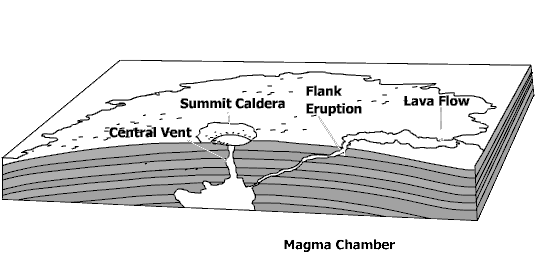 Flank
Eruption
Summit Caldera
Lava Flow
Central Vent
Magma Chamber